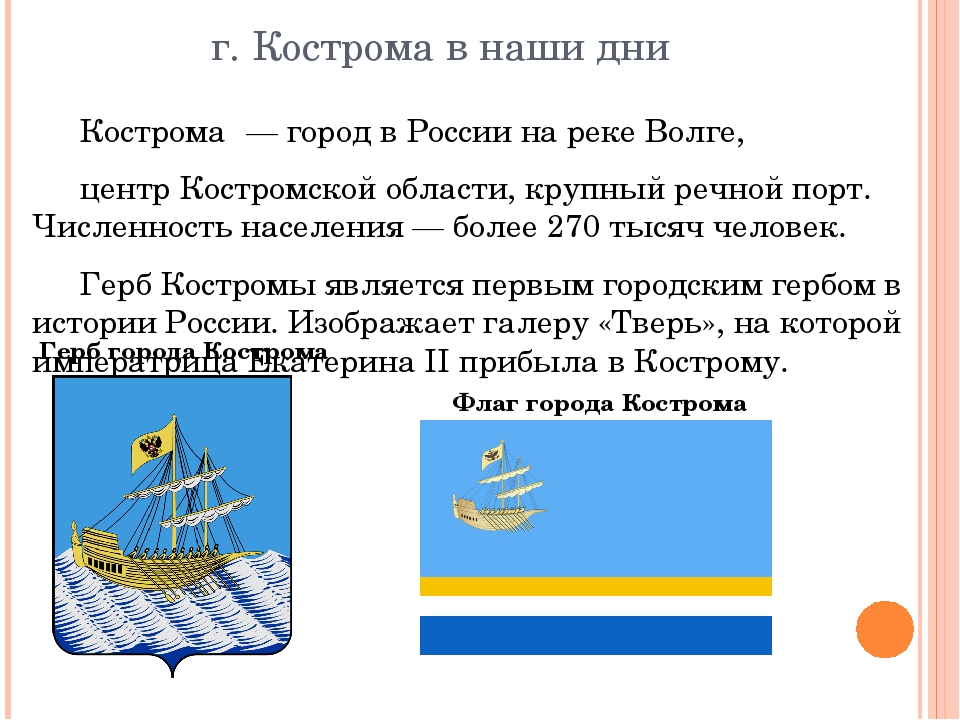 г. Кострома в наши дни
Кострома — город в России на реке Волге,
центр Костромской области, крупный речной порт.
Численность населения — более 270 тысяч человек.
Герб Костромы является первым городским гербом в
истории России. Изображает галеру «Тверь», на которой
императрица Екатерина II прибыла в Кострому.
Герб города Кострома
Флаг города Кострома